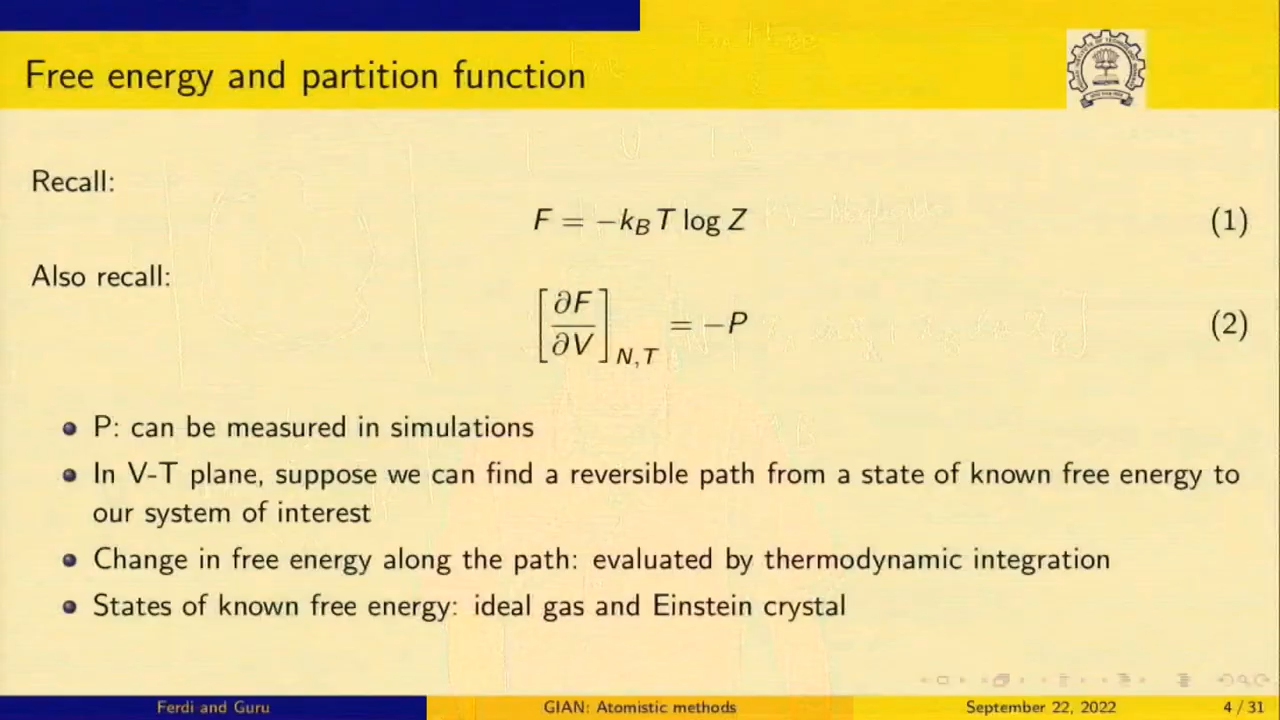 Free energy and partition function
Recall:
F = −k_B T log Z (1)
Also recall:
[∂F/∂V]_{N,T} = −P (2)
P: can be measured in simulations
In V-T plane, suppose we can find a reversible path from a state of known free energy to
our system of interest
Change in free energy along the path: evaluated by thermodynamic integration
States of known free energy: ideal gas and Einstein crystal
Ferdi and Guru GIAN: Atomistic methods September 22, 2022 4 / 31